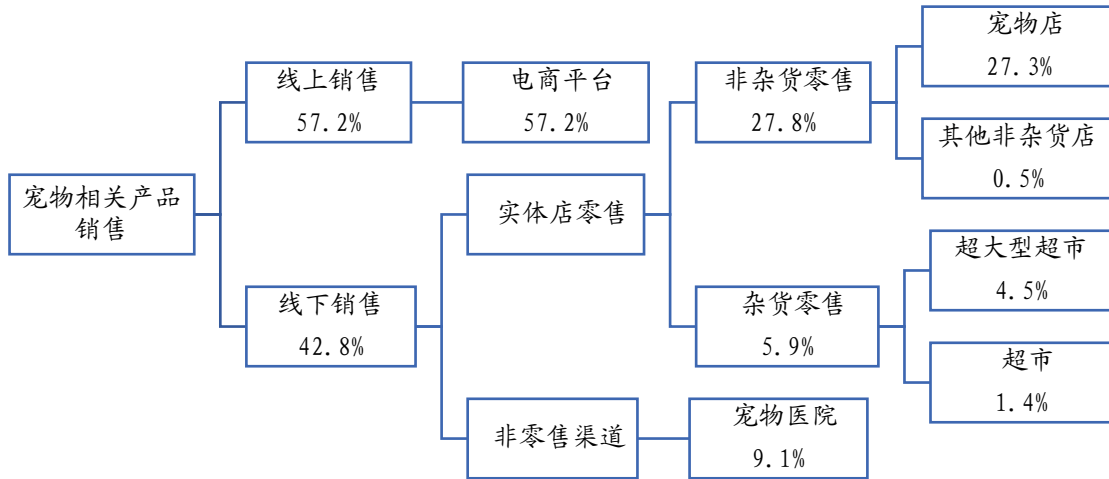 宠物相关产品
销售
线上销售
57.2%
电商平台
57.2%
线下销售
42.8%
实体店零售
非零售渠道
非杂货零售
27.8%
杂货零售
5.9%
宠物医院
9.1%
宠物店
27.3%
其他非杂货店
0.5%
超大型超市
4.5%
超市
1.4%